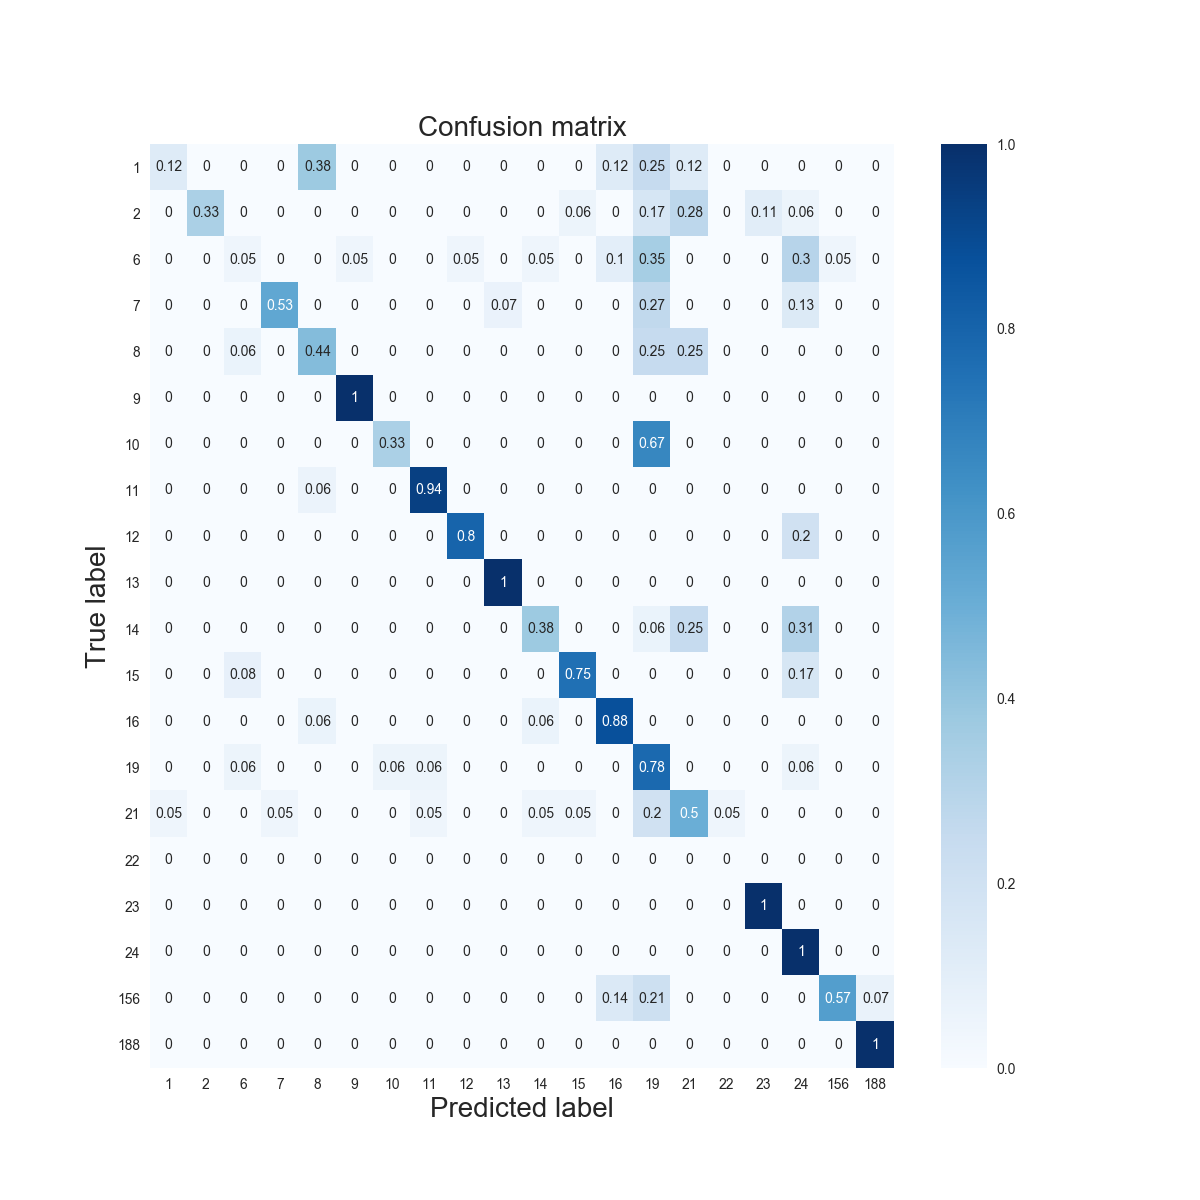 Confusion matrix
1 0.12 0 0 0 0.38 0 0 0 0 0 0 0 0.12 0.25 0.12 0 0 0 0 0
2 0 0.33 0 0 0 0 0 0 0 0 0 0.06 0 0.17 0.28 0 0.11 0.06 0 0
6 0 0 0.05 0 0 0.05 0 0 0.05 0 0.05 0 0.1 0.35 0 0 0 0.3 0.05 0
7 0 0 0 0.53 0 0 0 0 0 0.07 0 0 0 0.27 0 0 0 0.13 0 0
8 0 0 0.06 0 0.44 0 0 0 0 0 0 0 0 0.25 0.25 0 0 0 0 0
9 0 0 0 0 0 1 0 0 0 0 0 0 0 0 0 0 0 0 0 0
10 0 0 0 0 0 0 0.33 0 0 0 0 0 0 0.67 0 0 0 0 0 0
11 0 0 0 0 0.06 0 0 0.94 0 0 0 0 0 0 0 0 0 0 0 0
12 0 0 0 0 0 0 0 0 0.8 0 0 0 0 0 0 0 0 0.2 0 0
13 0 0 0 0 0 0 0 0 0 1 0 0 0 0 0 0 0 0 0 0
14 0 0 0 0 0 0 0 0 0 0 0.38 0 0 0.06 0.25 0 0 0.31 0 0
15 0 0 0.08 0 0 0 0 0 0 0 0 0.75 0 0 0 0 0 0.17 0 0
16 0 0 0 0 0.06 0 0 0 0 0 0.06 0 0.88 0 0 0 0 0 0 0
19 0 0 0.06 0 0 0 0.06 0.06 0 0 0 0 0 0.78 0 0 0 0.06 0 0
21 0.05 0 0 0.05 0 0 0 0.05 0 0 0.05 0.05 0 0.2 0.5 0.05 0 0 0 0
22 0 0 0 0 0 0 0 0 0 0 0 0 0 0 0 0 0 0 0 0
23 0 0 0 0 0 0 0 0 0 0 0 0 0 0 0 0 1 0 0 0
24 0 0 0 0 0 0 0 0 0 0 0 0 0 0 0 0 0 1 0 0
156 0 0 0 0 0 0 0 0 0 0 0 0 0.14 0.21 0 0 0 0 0.57 0.07
188 0 0 0 0 0 0 0 0 0 0 0 0 0 0 0 0 0 0 0 1
1 2 6 7 8 9 10 11 12 13 14 15 16 19 21 22 23 24 156 188
Predicted label
True label
1.0
0.8
0.6
0.4
0.2
0.0